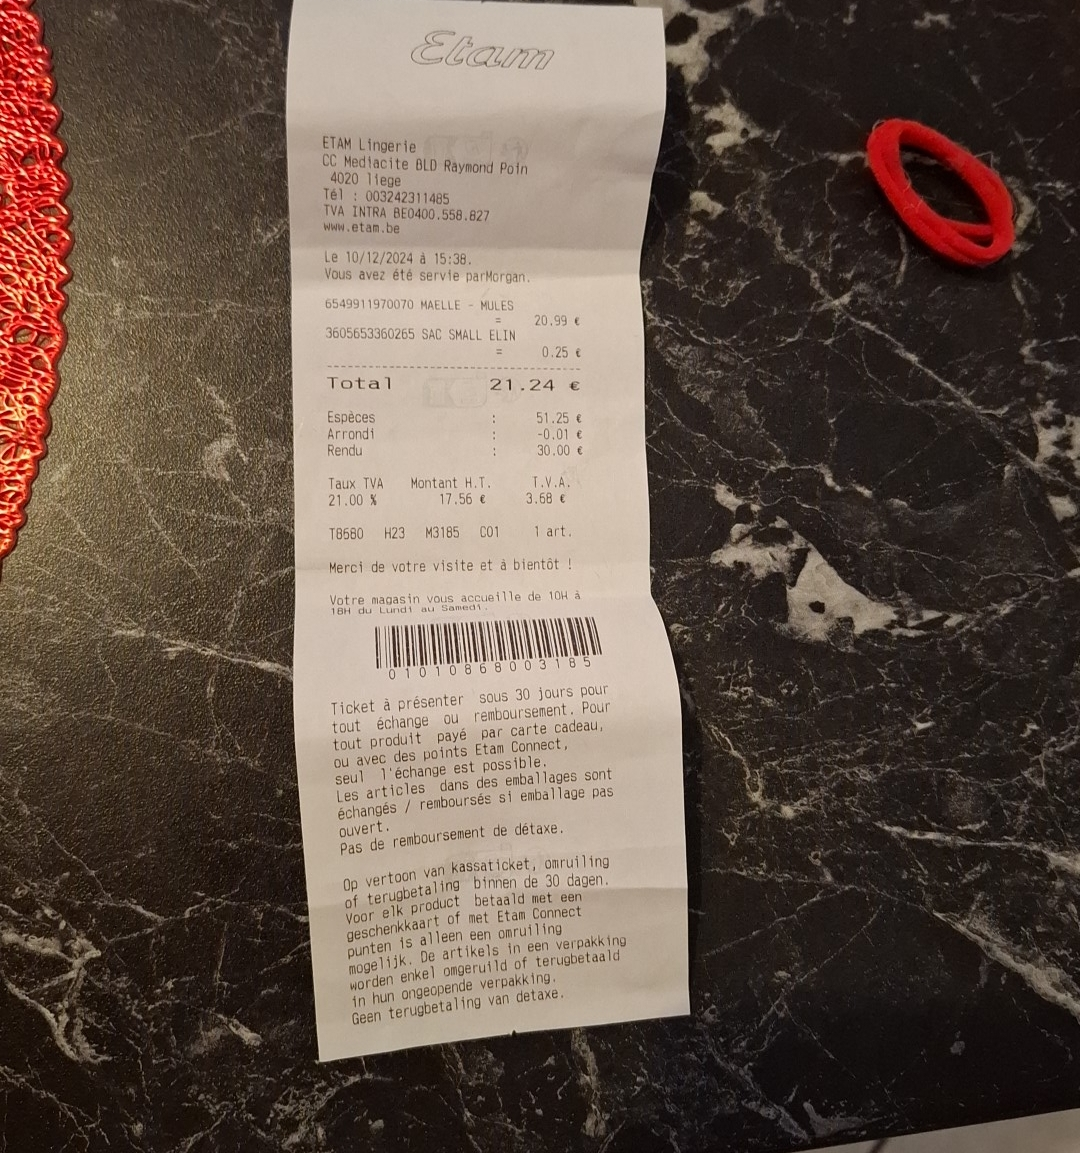 Etam
ETAM Lingerie
CC Mediacite BLD Raymond Poin
4020 liege
Tél : 003242311485
TVA INTRA BE0400.558.827
www.etam.be
Le 10/12/2024 à 15:38.
Vous avez été servie parMorgan.
6549911970070 MAELLE - MULES
= 20.99 €
3605653360265 SAC SMALL ELIN
= 0.25 €
Total 21.24 €
Espèces : 51.25 €
Arrondi : -0.01 €
Rendu : 30.00 €
Taux TVA Montant H.T. T.V.A.
21.00 % 17.56 € 3.68 €
T8580 H23 M3185 C01 1 art.
Merci de votre visite et à bientôt !
Votre magasin vous accueille de 10H à
18H du Lundi au Samedi.
01010868003185
Ticket à présenter sous 30 jours pour
tout échange ou remboursement. Pour
tout produit payé par carte cadeau,
ou avec des points Etam Connect,
seul l'échange est possible.
Les articles dans des emballages sont
échangés / remboursés si emballage pas
ouvert.
Pas de remboursement de détaxe.
Op vertoon van kassaticket, omruiling
of terugbetaling binnen de 30 dagen.
Voor elk product betaald met een
geschenkkaart of met Etam Connect
punten is alleen een omruiling
mogelijk. De artikels in een verpakking
worden enkel omgeruild of terugbetaald
in hun ongeopende verpakking.
Geen terugbetaling van detaxe.